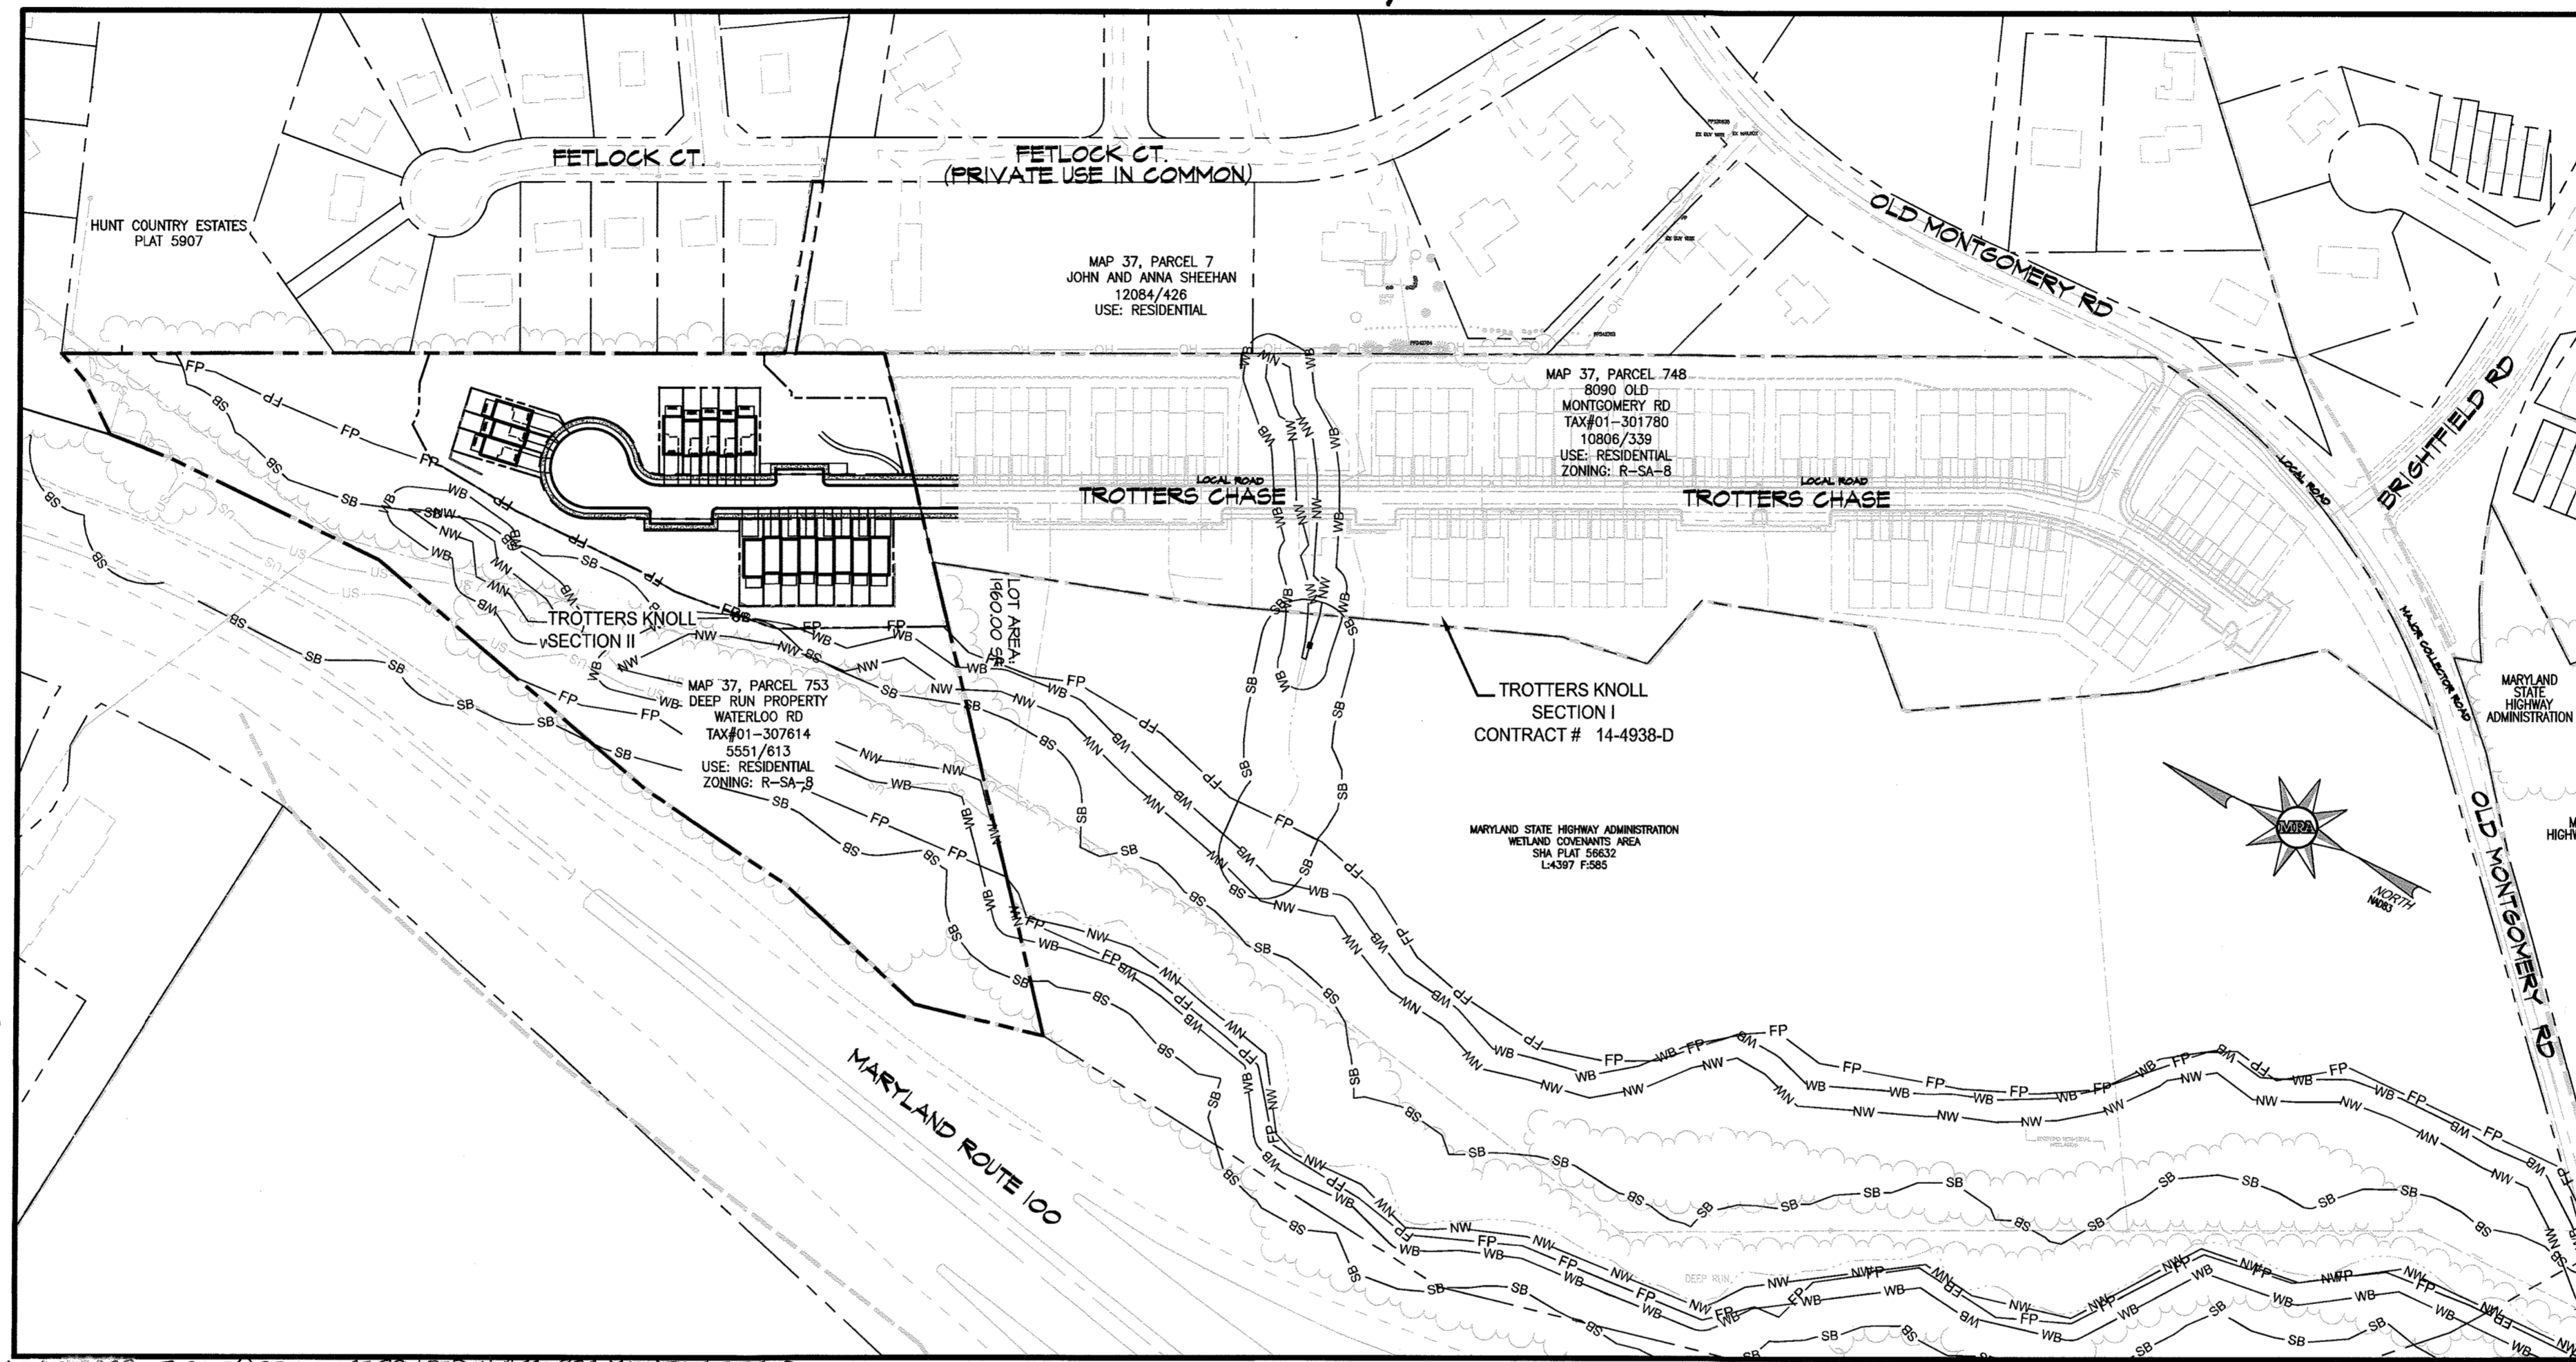 FETLOCK CT.
FETLOCK CT.
(PRIVATE USE IN COMMON)
HUNT COUNTRY ESTATES
PLAT 5907
MAP 37, PARCEL 7
JOHN AND ANNA SHEEHAN
12084/426
USE: RESIDENTIAL
OLD MONTGOMERY RD
BRIGHTFIELD RD
MAP 37, PARCEL 748
8090 OLD
MONTGOMERY RD
TAX#01-301780
10806/339
USE: RESIDENTIAL
ZONING: R-SA-8
LOCAL ROAD
TROTTERS CHASE
LOCAL ROAD
TROTTERS CHASE
LOCAL ROAD
MAJOR COLLECTOR ROAD
LOT AREA:
1960.00 SF
TROTTERS KNOLL
SECTION II
MAP 37, PARCEL 753
DEEP RUN PROPERTY
WATERLOO RD
TAX#01-307614
5551/613
USE: RESIDENTIAL
ZONING: R-SA-8
TROTTERS KNOLL
SECTION I
CONTRACT # 14-4938-D
MARYLAND
STATE
HIGHWAY
ADMINISTRATION
MARYLAND STATE HIGHWAY ADMINISTRATION
WETLAND COVENANTS AREA
SHA PLAT 56632
L:4397 F:585
MRA
NORTH
NAD83
OLD MONTGOMERY RD
MARYLAND ROUTE 100
DEEP RUN